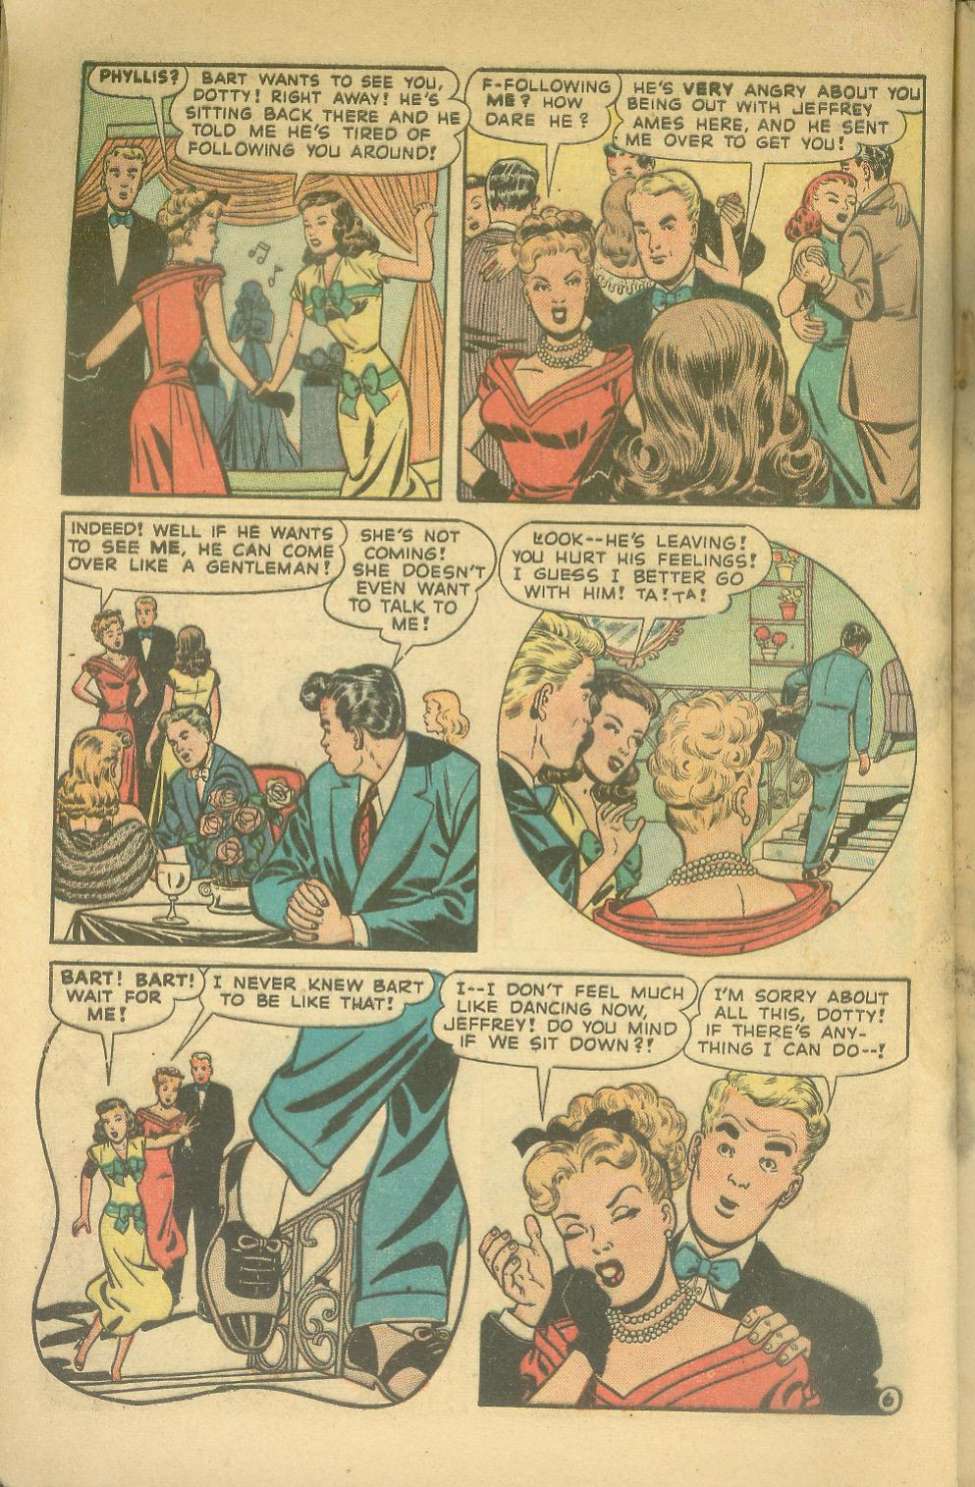 PHYLLIS?
BART WANTS TO SEE YOU,
DOTTY! RIGHT AWAY! HE'S
SITTING BACK THERE AND HE
TOLD ME HE'S TIRED OF
FOLLOWING YOU AROUND!
F-FOLLOWING
ME? HOW
DARE HE?
HE'S VERY ANGRY ABOUT YOU
BEING OUT WITH JEFFREY
AMES HERE, AND HE SENT
ME OVER TO GET YOU!
INDEED! WELL IF HE WANTS
TO SEE ME, HE CAN COME
OVER LIKE A GENTLEMAN!
SHE'S NOT
COMING!
SHE DOESN'T
EVEN WANT
TO TALK TO
ME!
LOOK--HE'S LEAVING!
YOU HURT HIS FEELINGS!
I GUESS I BETTER GO
WITH HIM! TA! TA!
BART! BART!
WAIT FOR
ME!
I NEVER KNEW BART
TO BE LIKE THAT!
I--I DON'T FEEL MUCH
LIKE DANCING NOW,
JEFFREY! DO YOU MIND
IF WE SIT DOWN?!
I'M SORRY ABOUT
ALL THIS, DOTTY!
IF THERE'S ANY-
THING I CAN DO--!
6